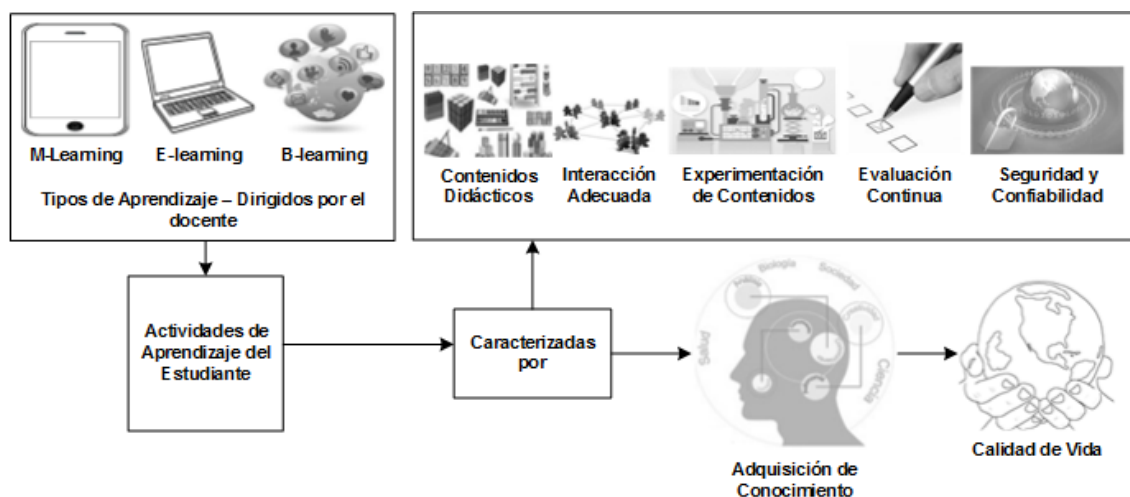 M-Learning
E-learning
B-learning
Tipos de Aprendizaje – Dirigidos por el
docente
Contenidos
Didácticos
Interacción
Adecuada
Experimentación
de Contenidos
Evaluación
Continua
Seguridad y
Confiabilidad
Actividades de
Aprendizaje del
Estudiante
Caracterizadas
por
Salud
Biología
Sociedad
Ciencia
Adquisición de
Conocimiento
Calidad de Vida